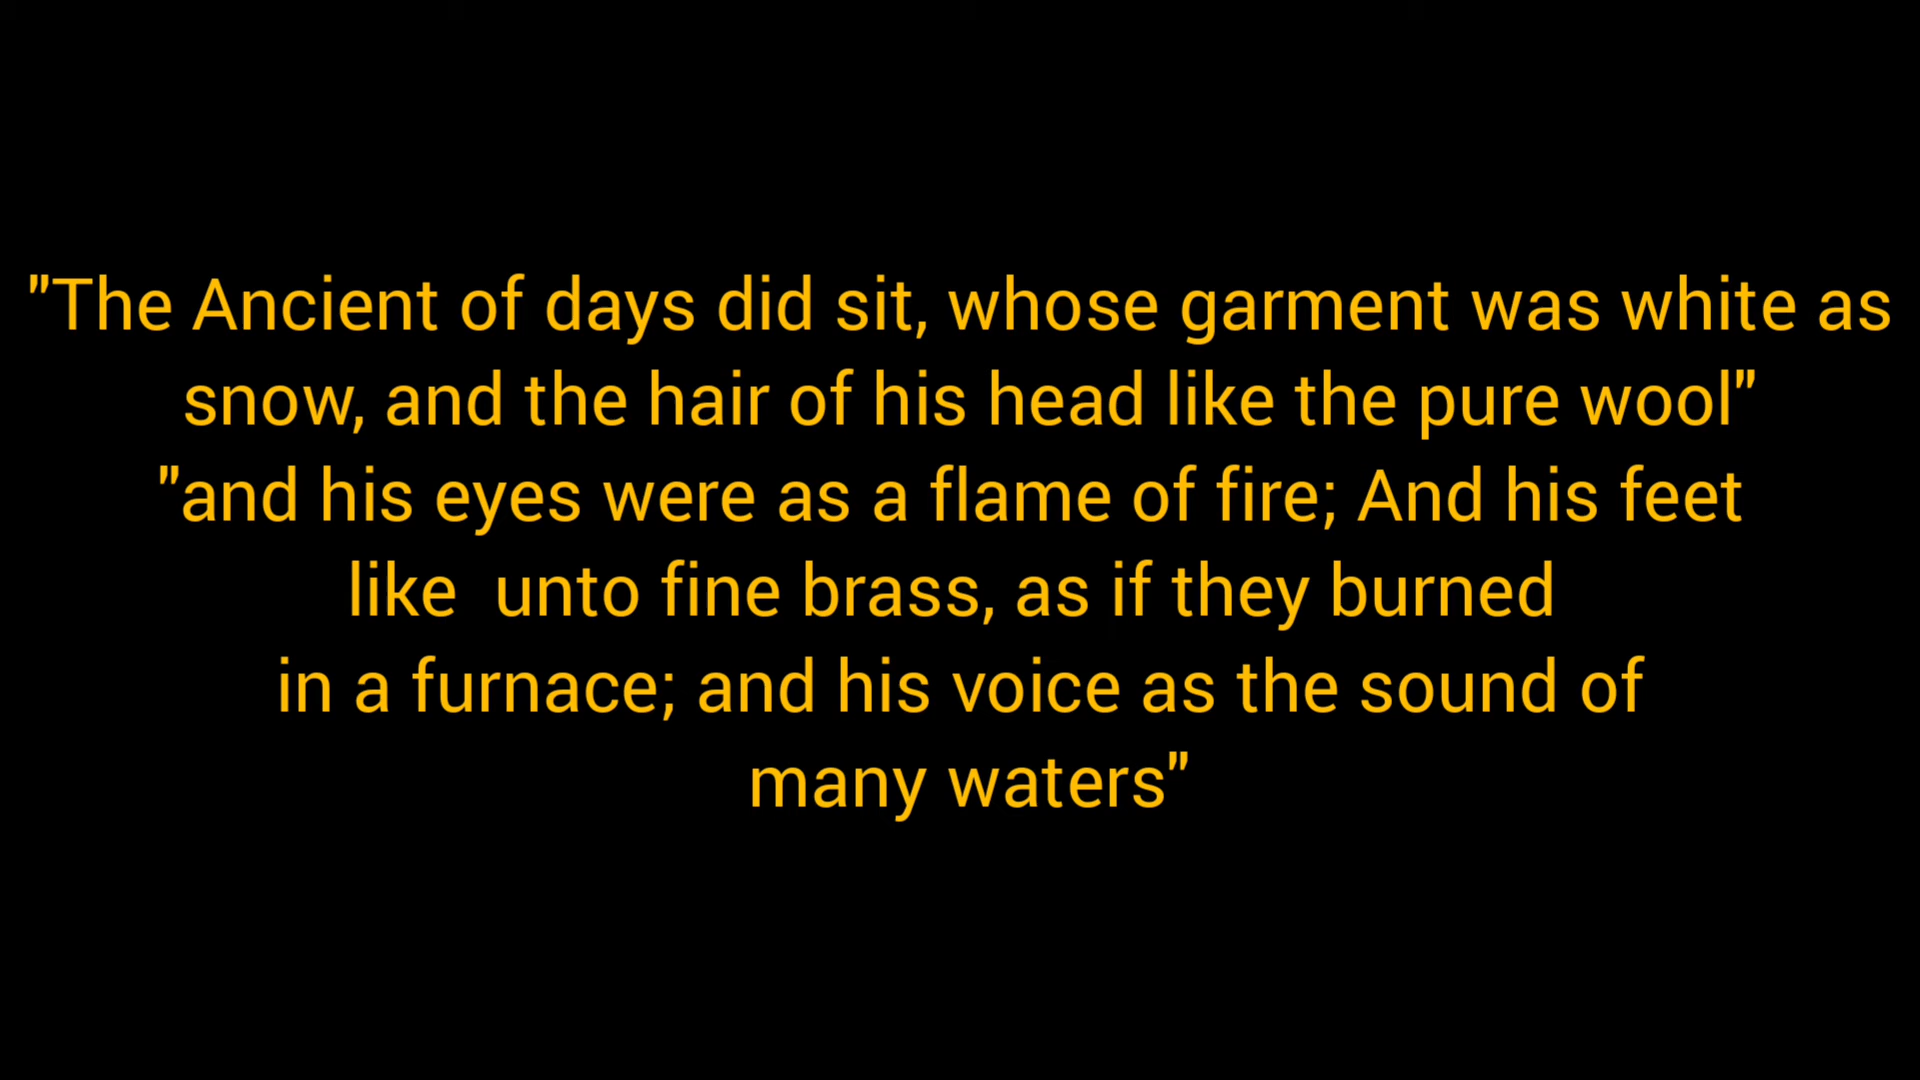 "The Ancient of days did sit, whose garment was white as
snow, and the hair of his head like the pure wool"
"and his eyes were as a flame of fire; And his feet
like  unto fine brass, as if they burned
in a furnace; and his voice as the sound of
many waters"